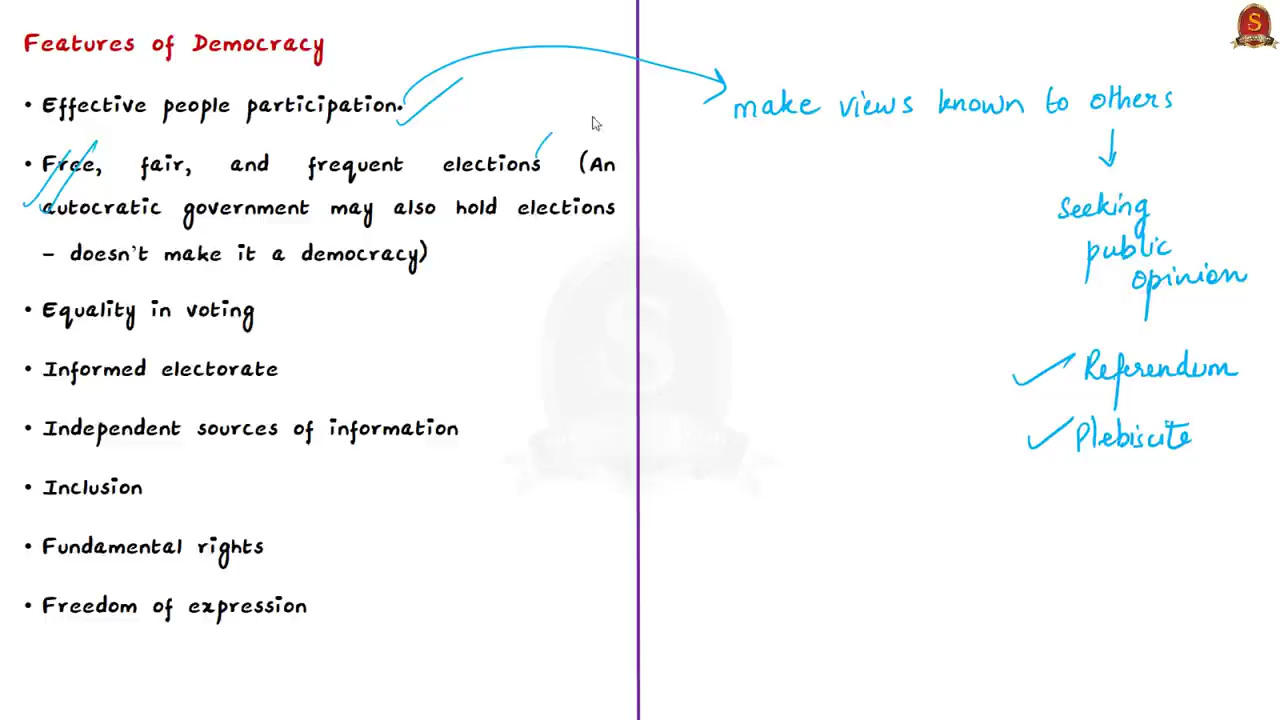 Features of Democracy
• Effective people participation.
• Free, fair, and frequent elections (An
autocratic government may also hold elections
- doesn't make it a democracy)
• Equality in voting
• Informed electorate
• Independent sources of information
• Inclusion
• Fundamental rights
• Freedom of expression
make views known to others
seeking
public
opinion
Referendum
Plebiscite
S